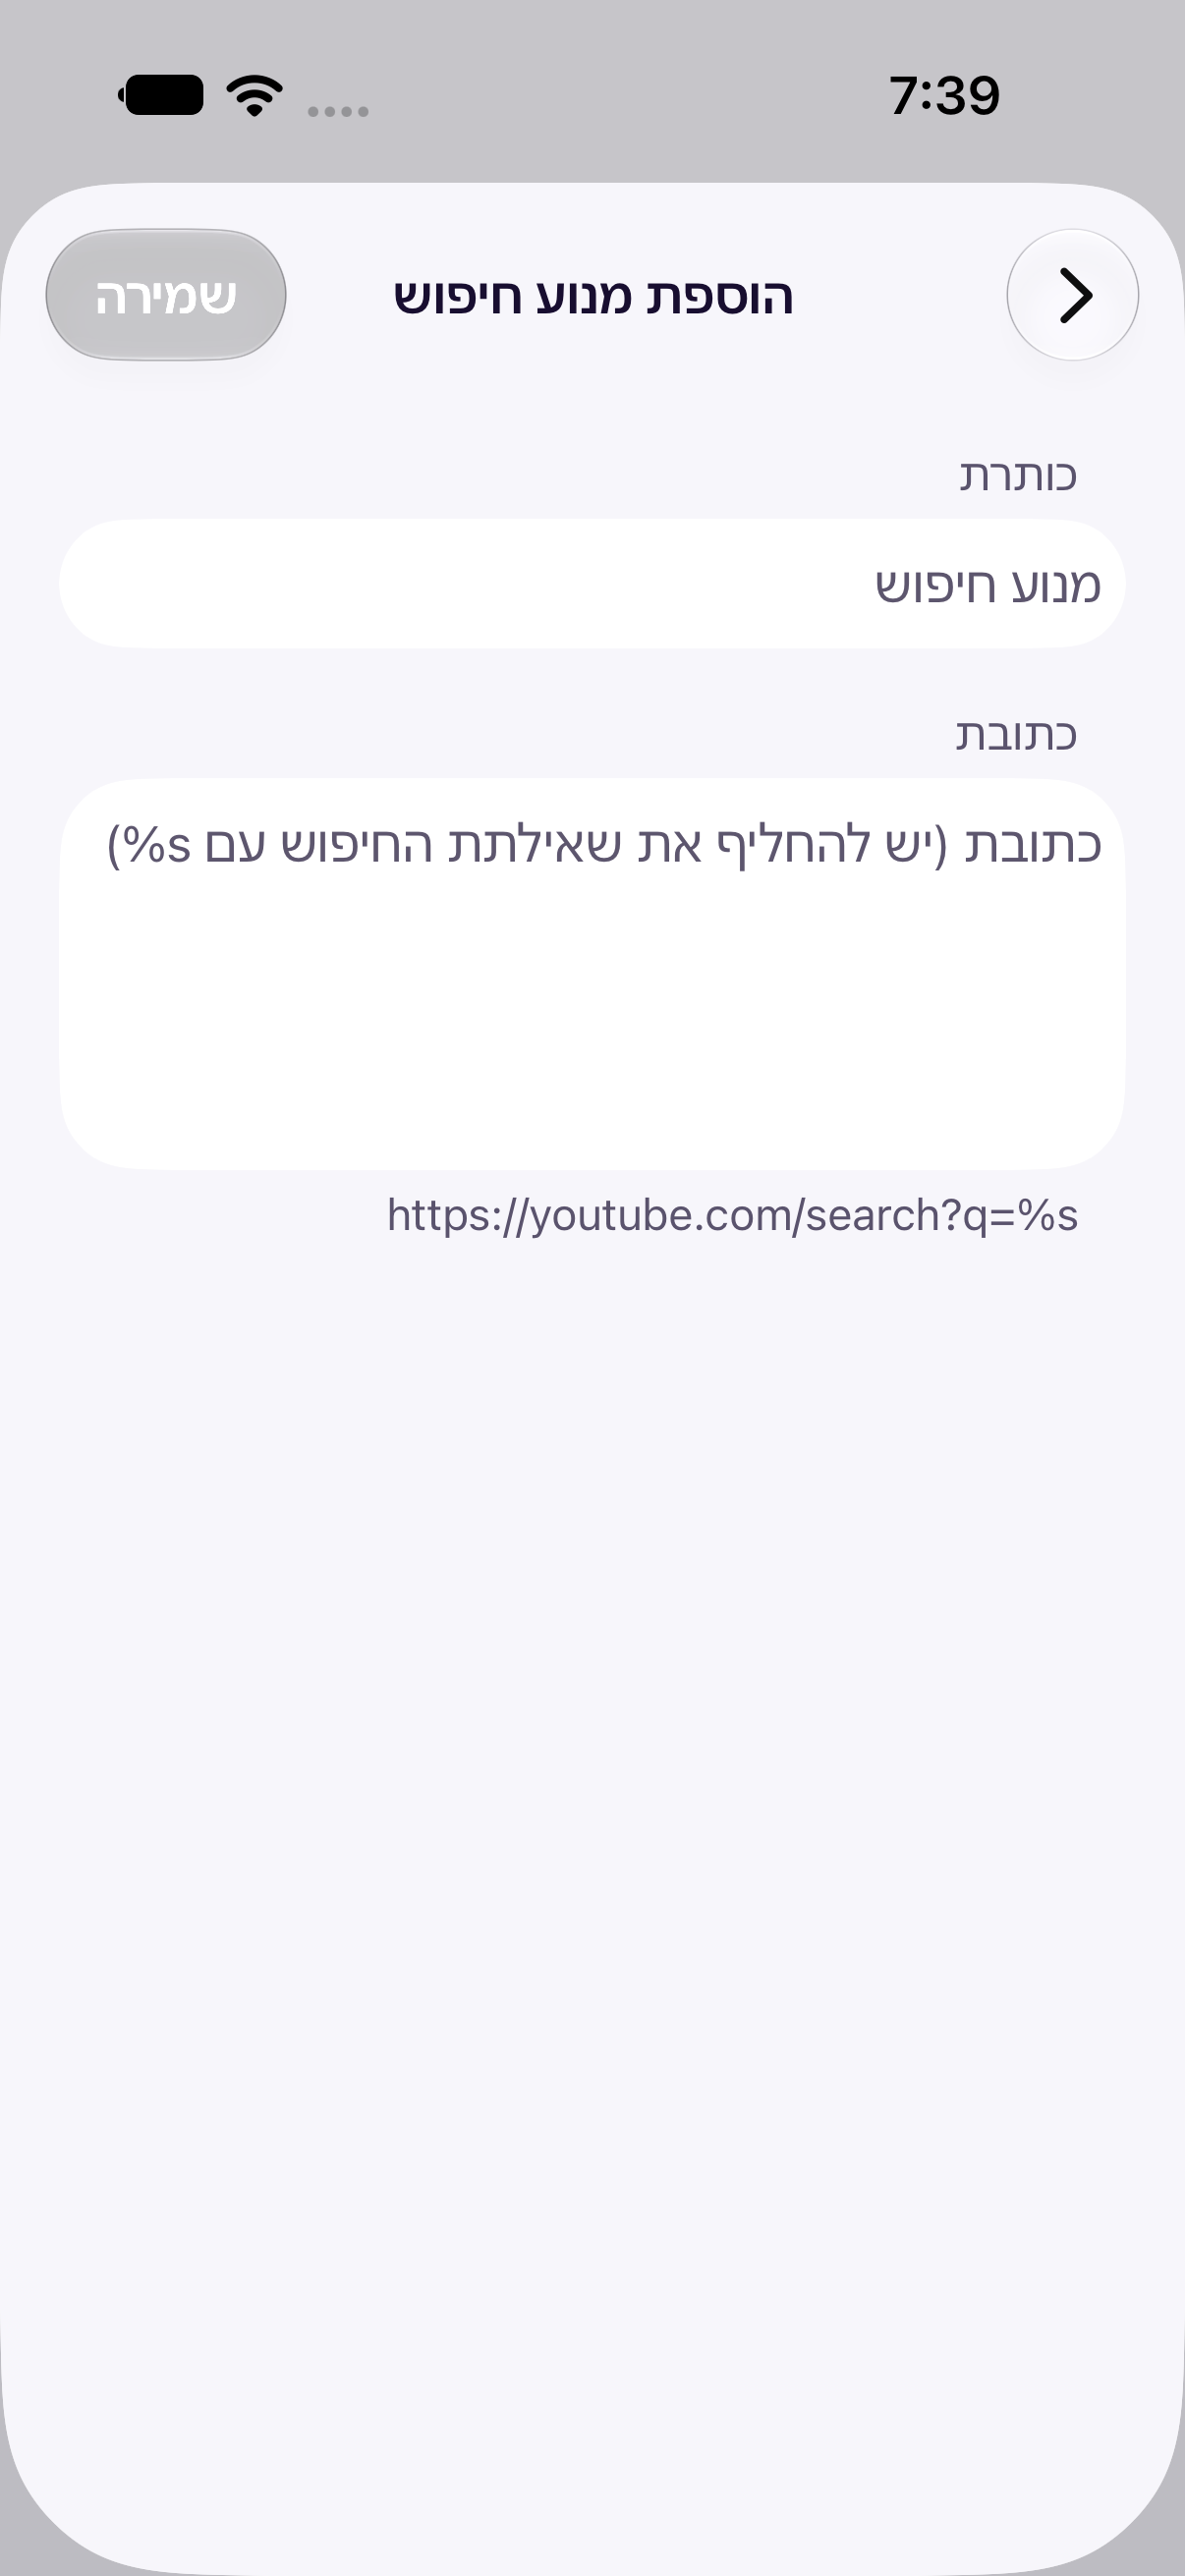 7:39
הוספת מנוע חיפוש
שמירה
כותרת
מנוע חיפוש
כתובת
כתובת (יש להחליף את שאילתת החיפוש עם %s)
https://youtube.com/search?q=%s